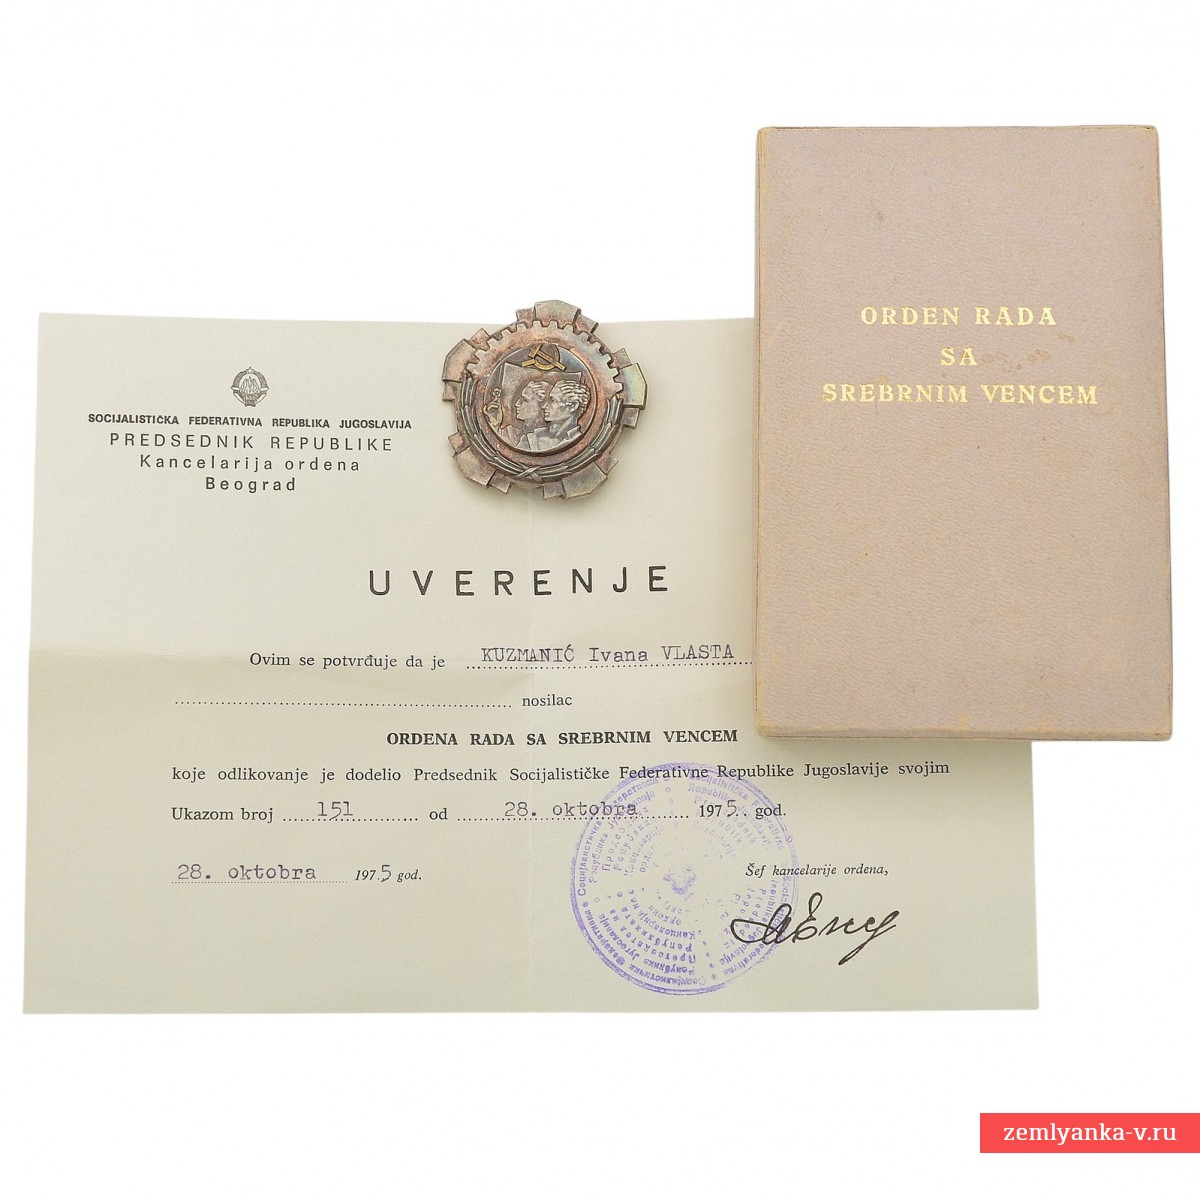 SOCIJALISTIČKA FEDERATIVNA REPUBLIKA JUGOSLAVIJA
PREDSEDNIK REPUBLIKE
Kancelarija ordena
Beograd
UVERENJE
Ovim se potvrđuje da je KUZMANIĆ Ivana VLASTA
nosilac
ORDENA RADA SA SREBRNIM VENCEM
koje odlikovanje je dodelio Predsednik Socijalističke Federativne Republike Jugoslavije svojim
Ukazom broj 151 od 28. oktobra 1975. god.
28. oktobra 1975 god.
Šef kancelarije ordena,
ORDEN RADA
SA
SREBRNIM VENCEM
zemlyanka-v.ru